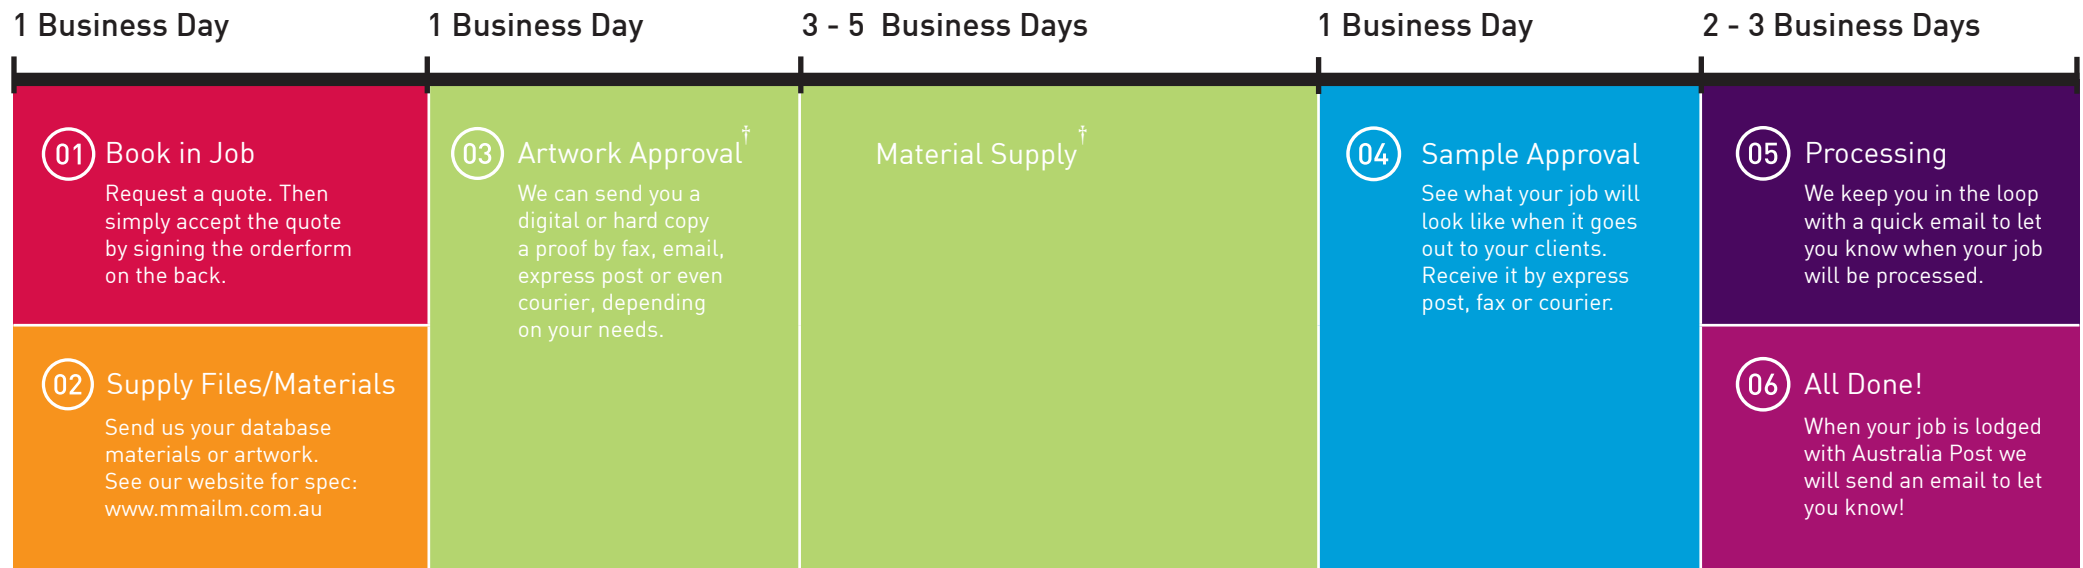 1 Business Day
1 Business Day
3 - 5 Business Days
1 Business Day
2 - 3 Business Days
01 Book in Job
Request a quote. Then
simply accept the quote
by signing the orderform
on the back.
02 Supply Files/Materials
Send us your database
materials or artwork.
See our website for spec:
www.mmailm.com.au
03 Artwork Approval†
We can send you a
digital or hard copy
a proof by fax, email,
express post or even
courier, depending
on your needs.
Material Supply†
04 Sample Approval
See what your job will
look like when it goes
out to your clients.
Receive it by express
post, fax or courier.
05 Processing
We keep you in the loop
with a quick email to let
you know when your job
will be processed.
06 All Done!
When your job is lodged
with Australia Post we
will send an email to let
you know!